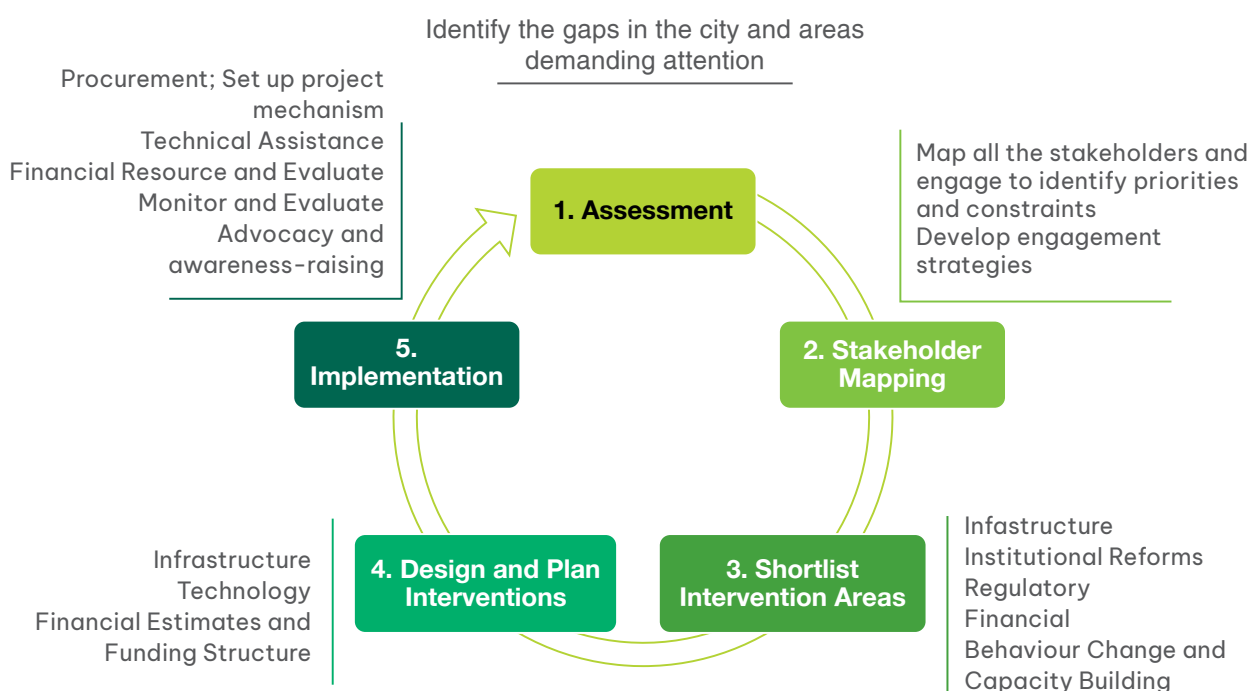 Identify the gaps in the city and areas
demanding attention
Procurement; Set up project
mechanism
Technical Assistance
Financial Resource and Evaluate
Monitor and Evaluate
Advocacy and
awareness-raising
1. Assessment
Map all the stakeholders and
engage to identify priorities
and constraints
Develop engagement
strategies
5.
Implementation
2. Stakeholder
Mapping
Infrastructure
Technology
Financial Estimates and
Funding Structure
4. Design and Plan
Interventions
3. Shortlist
Intervention Areas
Infastructure
Institutional Reforms
Regulatory
Financial
Behaviour Change and
Capacity Building